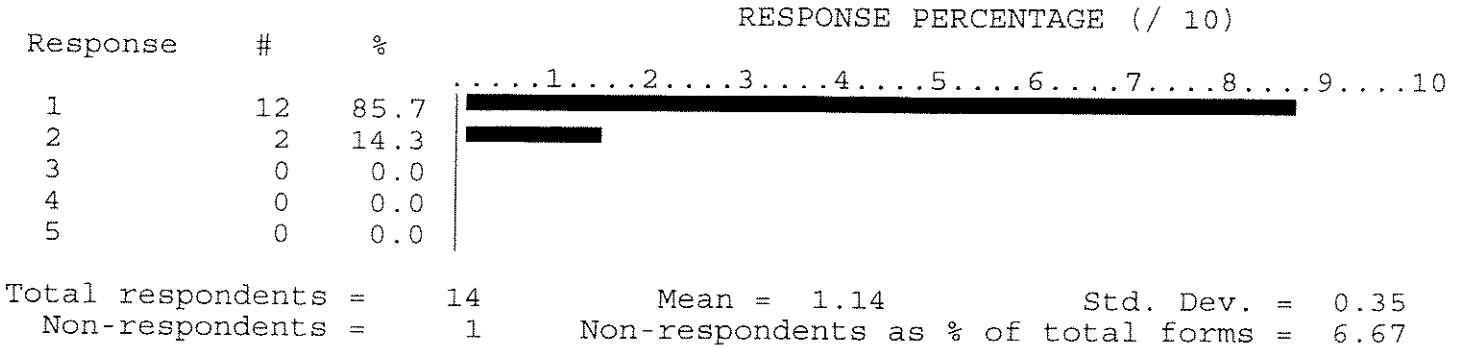 RESPONSE PERCENTAGE (/ 10)
Response # %
.....1....2....3....4....5....6....7....8....9....10
1 12 85.7
2 2 14.3
3 0 0.0
4 0 0.0
5 0 0.0
Total respondents = 14 Mean = 1.14 Std. Dev. = 0.35
Non-respondents = 1 Non-respondents as % of total forms = 6.67